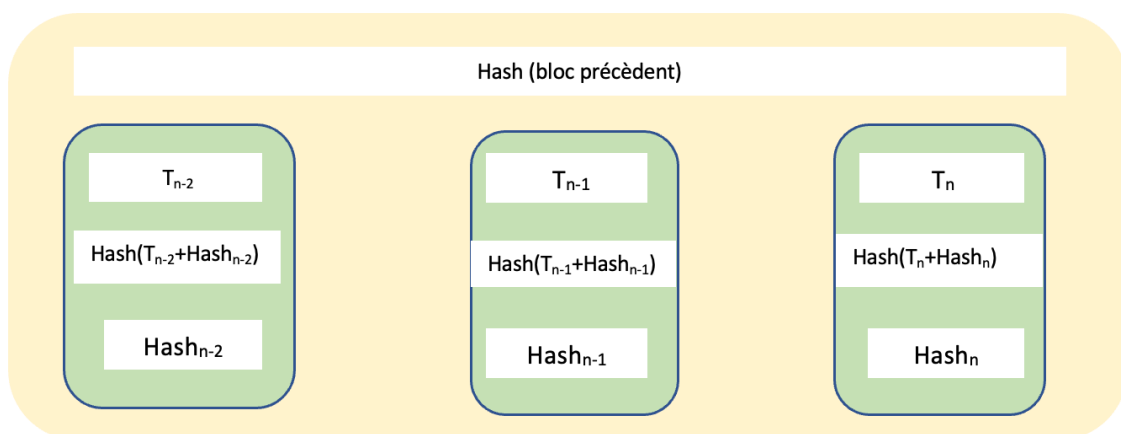 Hash (bloc précèdent)
Tn-2
Hash(Tn-2+Hashn-2)
Hashn-2
Tn-1
Hash(Tn-1+Hashn-1)
Hashn-1
Tn
Hash(Tn+Hashn)
Hashn